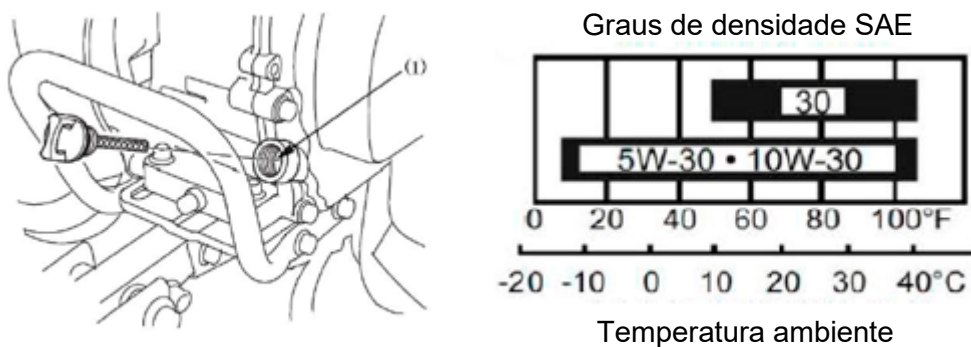 (1)
Graus de densidade SAE
30
5W-30 • 10W-30
0 20 40 60 80 100°F
-20 -10 0 10 20 30 40°C
Temperatura ambiente